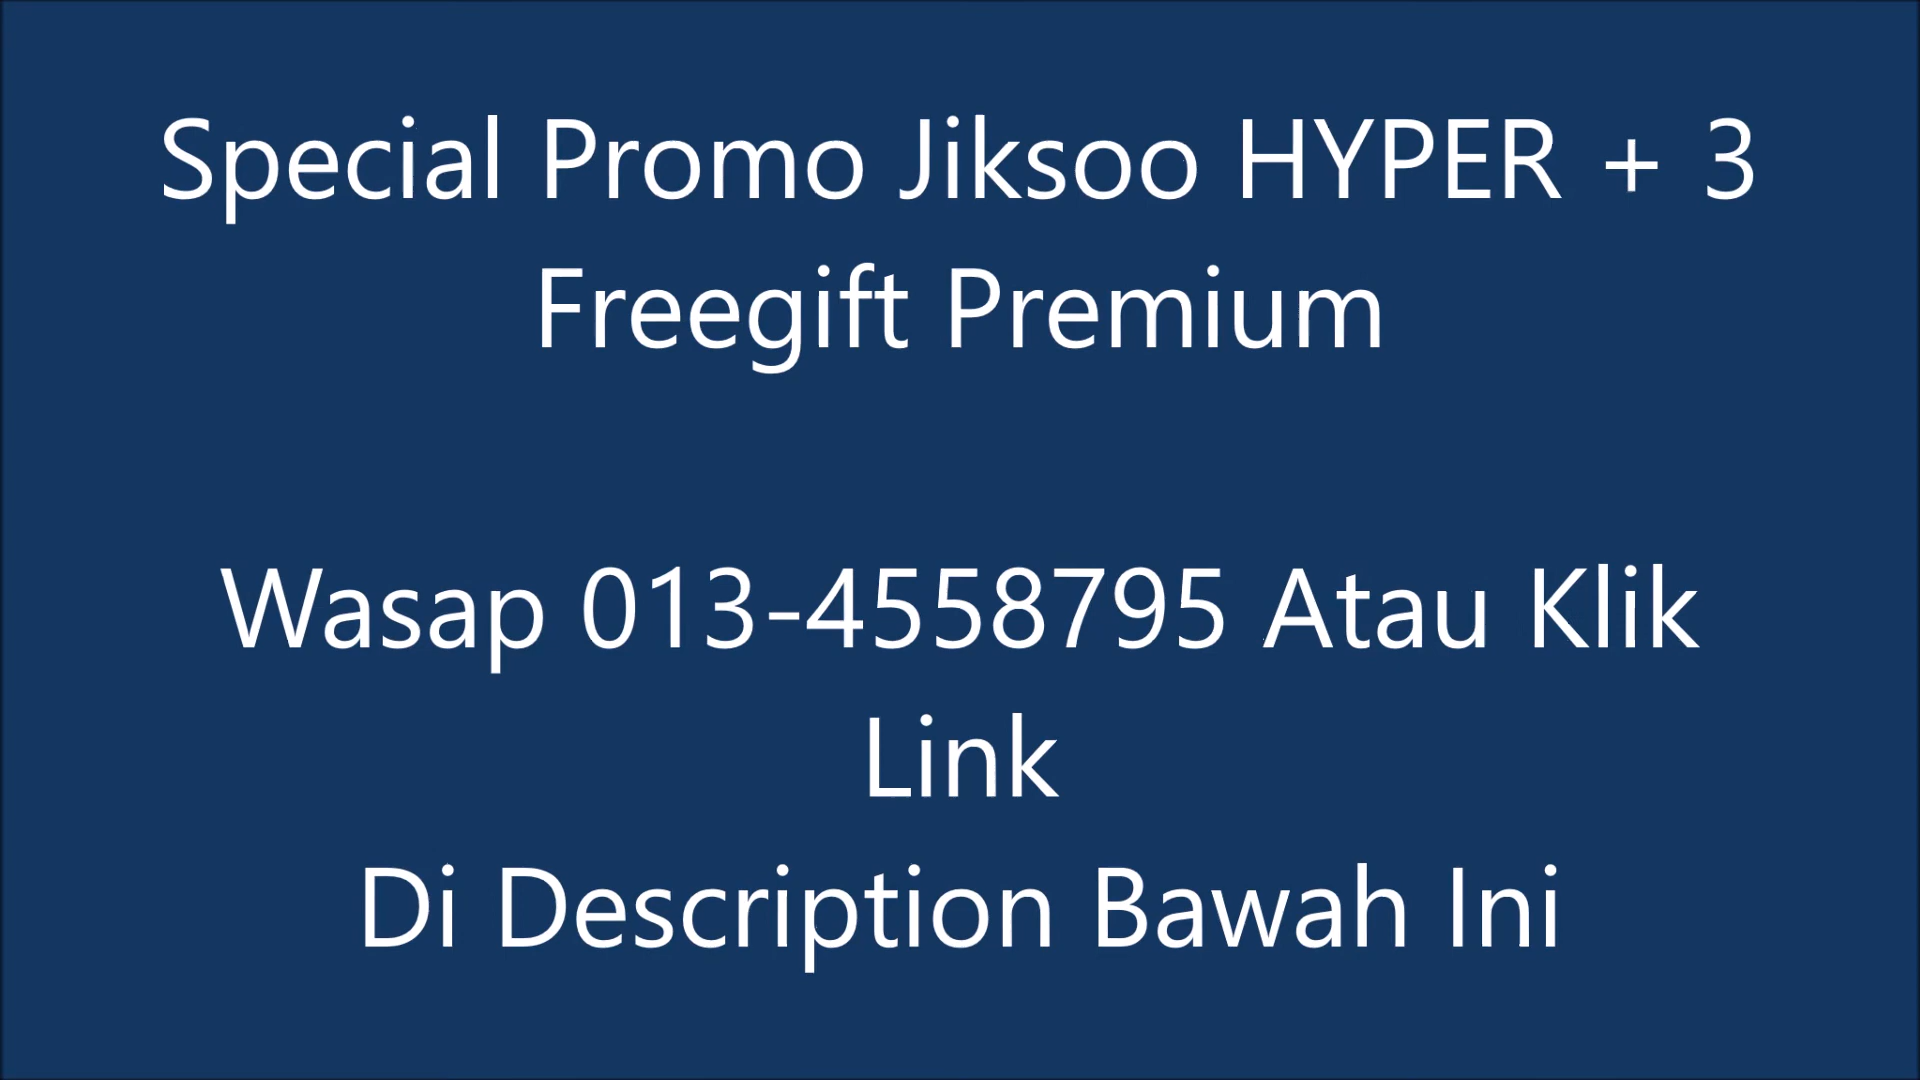 Special Promo Jiksoo HYPER + 3
Freegift Premium
Wasap 013-4558795 Atau Klik
Link
Di Description Bawah Ini